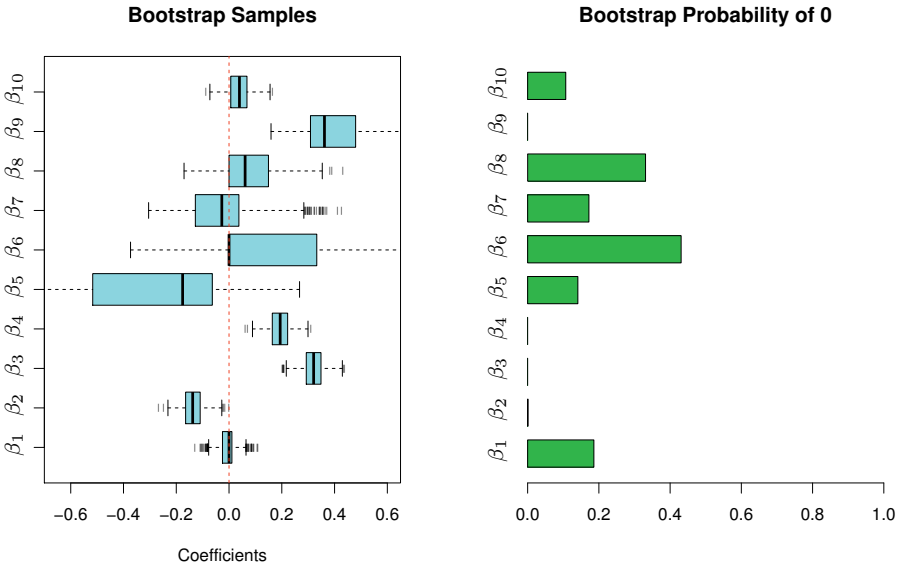 Bootstrap Samples
β10
β9
β8
β7
β6
β5
β4
β3
β2
β1
−0.6 −0.4 −0.2 0.0 0.2 0.4 0.6
Coefficients
Bootstrap Probability of 0
β10
β9
β8
β7
β6
β5
β4
β3
β2
β1
0.0 0.2 0.4 0.6 0.8 1.0